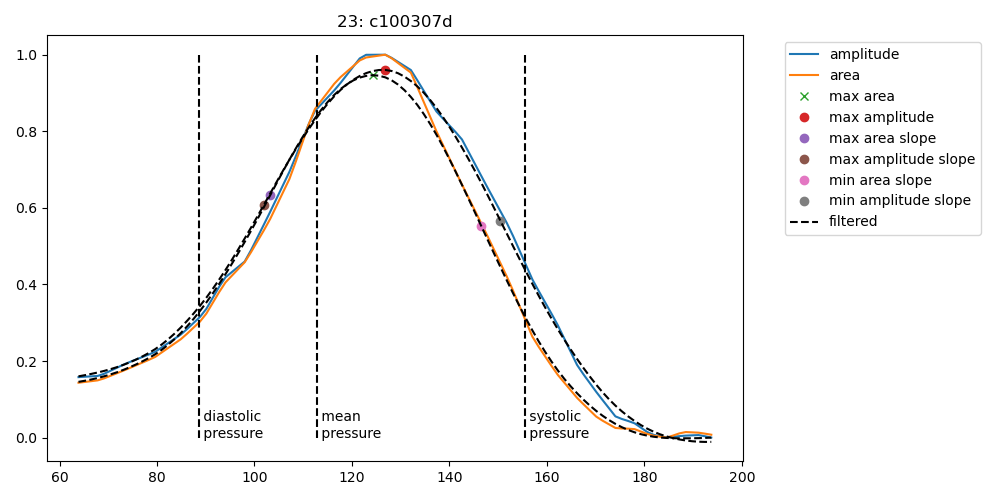 23: c100307d
1.0
0.8
0.6
0.4
0.2
0.0
60 80 100 120 140 160 180 200
diastolic
pressure
mean
pressure
systolic
pressure
amplitude
area
max area
max amplitude
max area slope
max amplitude slope
min area slope
min amplitude slope
filtered